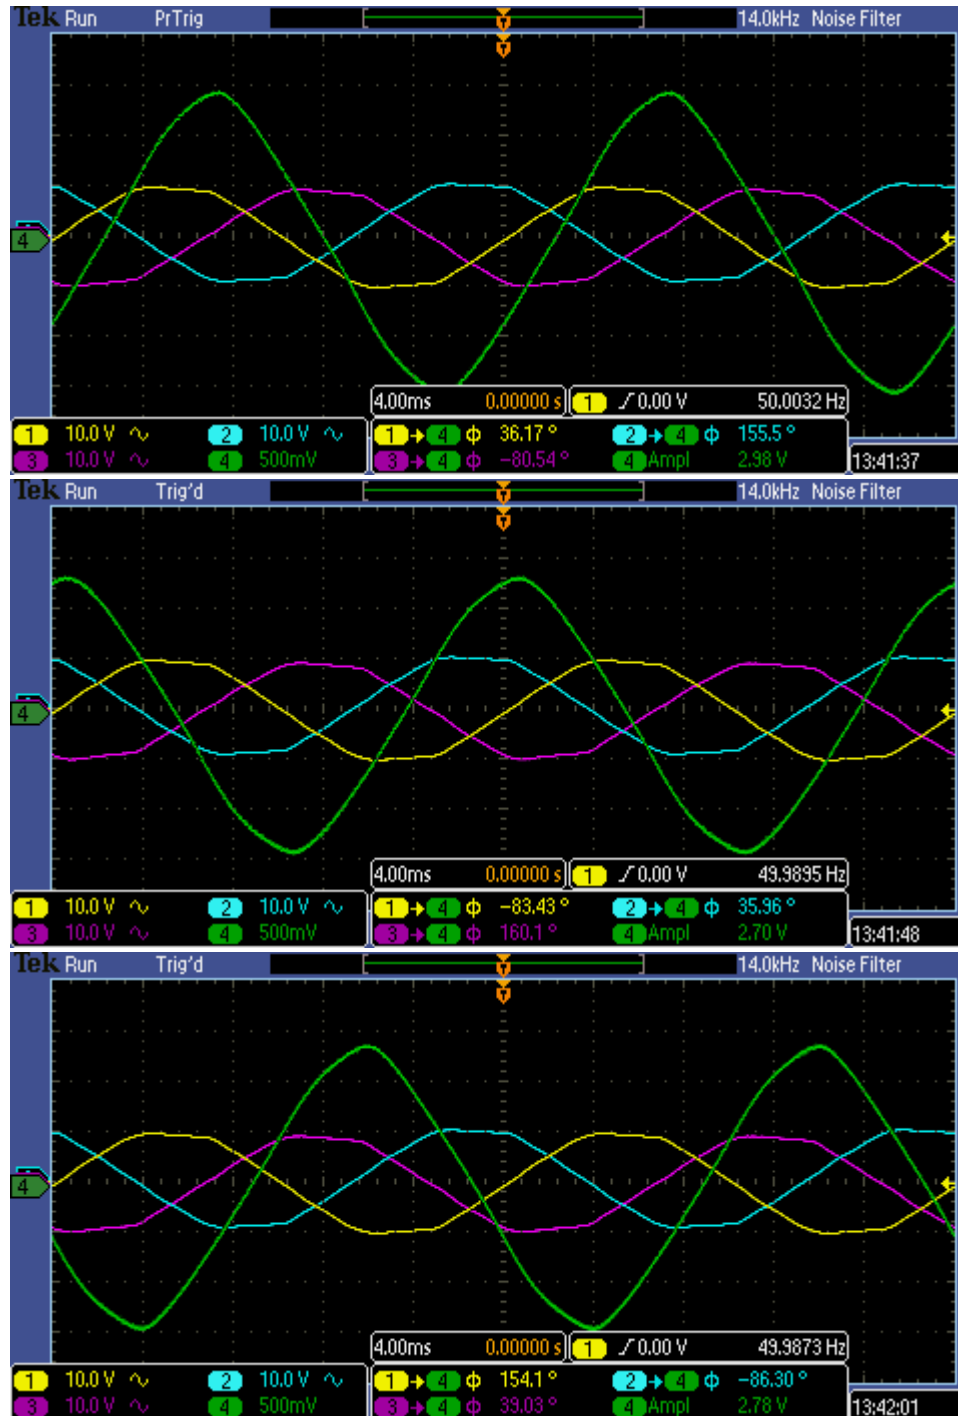 Tek Run PrTrig 14.0kHz Noise Filter
4
4.00ms 0.00000 s 1 0.00 V 50.0032 Hz
1 10.0 V 2 10.0 V 1 → 4 ϕ 36.17 ° 2 → 4 ϕ 155.5 °
3 10.0 V 4 500mV 3 → 4 ϕ −80.54 ° 4 Ampl 2.98 V 13:41:37
Tek Run Trig'd 14.0kHz Noise Filter
4
4.00ms 0.00000 s 1 0.00 V 49.9895 Hz
1 10.0 V 2 10.0 V 1 → 4 ϕ −83.43 ° 2 → 4 ϕ 35.96 °
3 10.0 V 4 500mV 3 → 4 ϕ 160.1 ° 4 Ampl 2.70 V 13:41:48
Tek Run Trig'd 14.0kHz Noise Filter
4
4.00ms 0.00000 s 1 0.00 V 49.9873 Hz
1 10.0 V 2 10.0 V 1 → 4 ϕ 154.1 ° 2 → 4 ϕ −86.30 °
3 10.0 V 4 500mV 3 → 4 ϕ 39.03 ° 4 Ampl 2.78 V 13:42:01